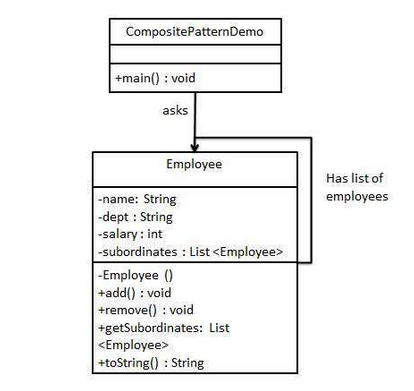 CompositePatternDemo
+main() : void
asks
Employee
Has list of
employees
-name: String
-dept : String
-salary : int
-subordinates : List <Employee>
-Employee ()
+add() : void
+remove() : void
+getSubordinates: List
<Employee>
+toString() : String